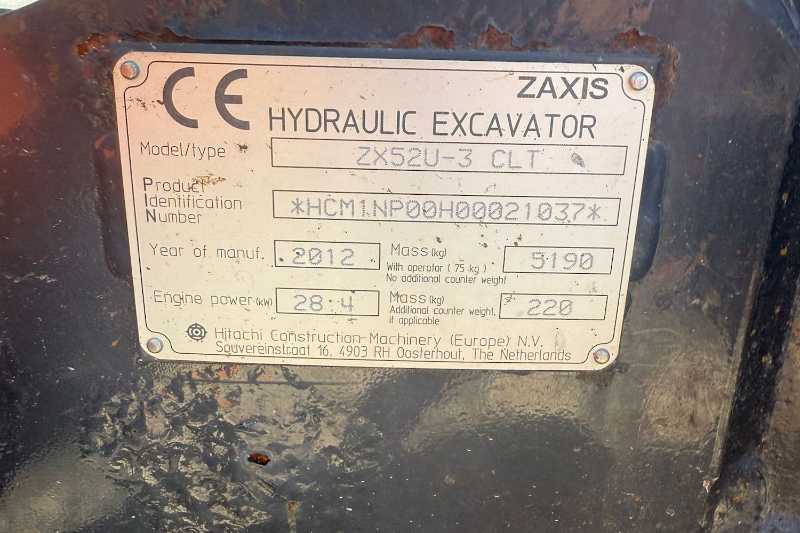 CE ZAXIS
HYDRAULIC EXCAVATOR
Model/type ZX52U-3 CLT
Product
Identification
Number *HCM1NP00H00021037*
Year of manuf. 2012 Mass (kg) 5190
With operator ( 75 kg )
No additional counter weight
Engine power (kW) 28.4 Mass (kg) 220
Additional counter weight,
if applicable
Hitachi Construction Machinery (Europe) N.V.
Souvereinstraat 16, 4903 RH Oosterhout, The Netherlands